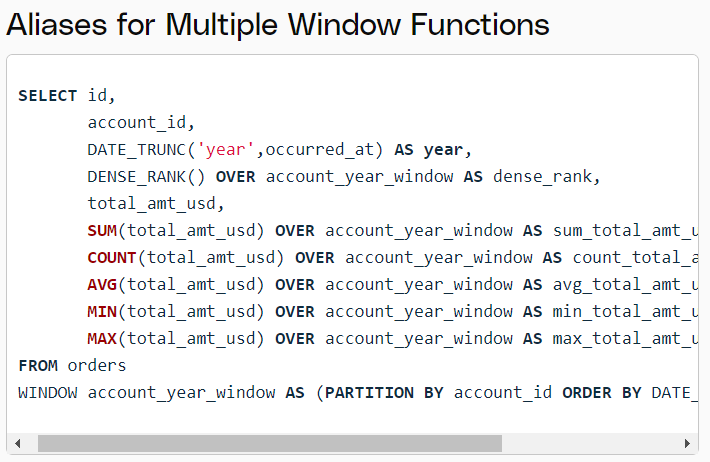 Aliases for Multiple Window Functions
SELECT id,
       account_id,
       DATE_TRUNC('year',occurred_at) AS year,
       DENSE_RANK() OVER account_year_window AS dense_rank,
       total_amt_usd,
       SUM(total_amt_usd) OVER account_year_window AS sum_total_amt_u
       COUNT(total_amt_usd) OVER account_year_window AS count_total_a
       AVG(total_amt_usd) OVER account_year_window AS avg_total_amt_u
       MIN(total_amt_usd) OVER account_year_window AS min_total_amt_u
       MAX(total_amt_usd) OVER account_year_window AS max_total_amt_u
FROM orders
WINDOW account_year_window AS (PARTITION BY account_id ORDER BY DATE_